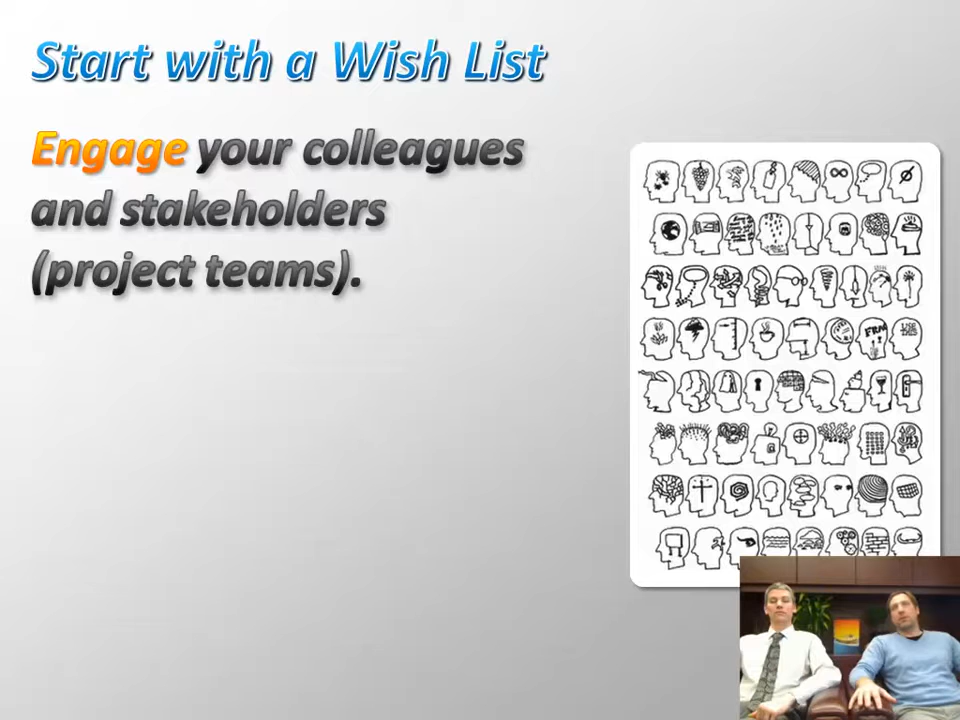 Start with a Wish List
Engage your colleagues
and stakeholders
(project teams).